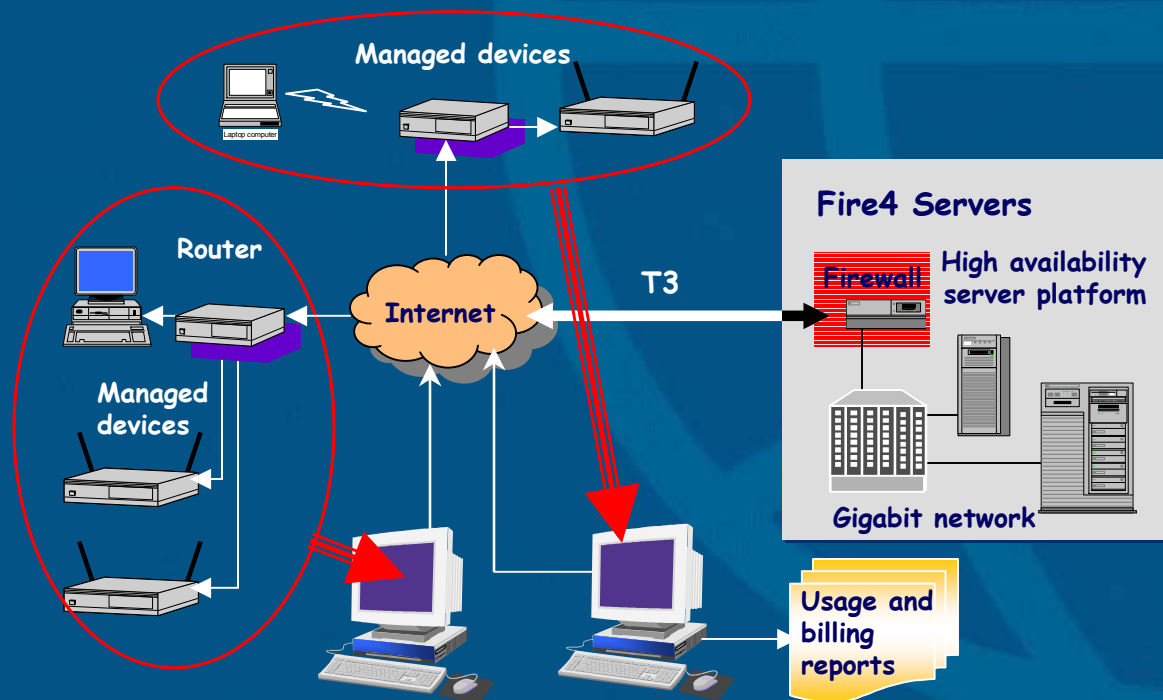 Managed devices
Laptop computer
Router
Managed
devices
Internet
T3
Fire4 Servers
Firewall
High availability
server platform
Gigabit network
Usage and
billing
reports